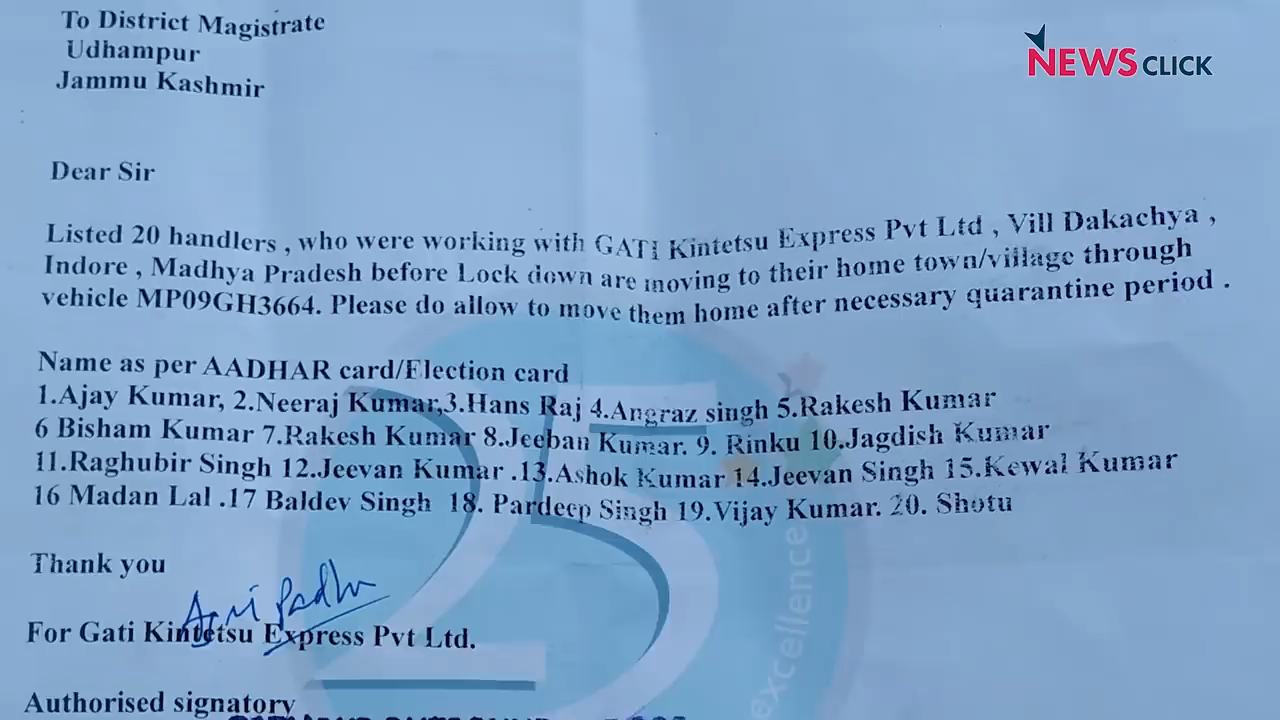 To District Magistrate
Udhampur
Jammu Kashmir
NEWSCLICK
Dear Sir
Listed 20 handlers , who were working with GATI Kintetsu Express Pvt Ltd , Vill Dakachya ,
Indore , Madhya Pradesh before Lock down are moving to their home town/village through
vehicle MP09GH3664. Please do allow to move them home after necessary quarantine period .
Name as per AADHAR card/Election card
1.Ajay Kumar, 2.Neeraj Kumar,3.Hans Raj 4.Angraz singh 5.Rakesh Kumar
6 Bisham Kumar 7.Rakesh Kumar 8.Jeeban Kumar. 9. Rinku 10.Jagdish Kumar
11.Raghubir Singh 12.Jeevan Kumar .13.Ashok Kumar 14.Jeevan Singh 15.Kewal Kumar
16 Madan Lal .17 Baldev Singh 18. Pardeep Singh 19.Vijay Kumar. 20. Shotu
25
excellence
Thank you
For Gati Kintetsu Express Pvt Ltd.
Authorised signatory